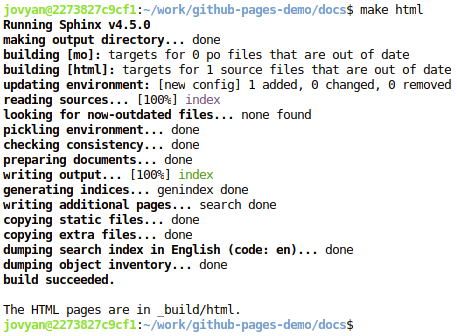 jovyan@2273827c9cf1:~/work/github-pages-demo/docs$ make html
Running Sphinx v4.5.0
making output directory... done
building [mo]: targets for 0 po files that are out of date
building [html]: targets for 1 source files that are out of date
updating environment: [new config] 1 added, 0 changed, 0 removed
reading sources... [100%] index
looking for now-outdated files... none found
pickling environment... done
checking consistency... done
preparing documents... done
writing output... [100%] index
generating indices... genindex done
writing additional pages... search done
copying static files... done
copying extra files... done
dumping search index in English (code: en)... done
dumping object inventory... done
build succeeded.

The HTML pages are in _build/html.
jovyan@2273827c9cf1:~/work/github-pages-demo/docs$